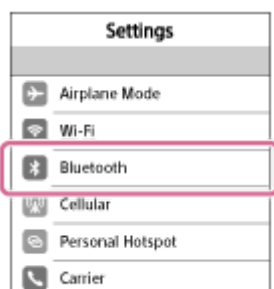 Settings
Airplane Mode
Wi-Fi
Bluetooth
Cellular
Personal Hotspot
Carrier